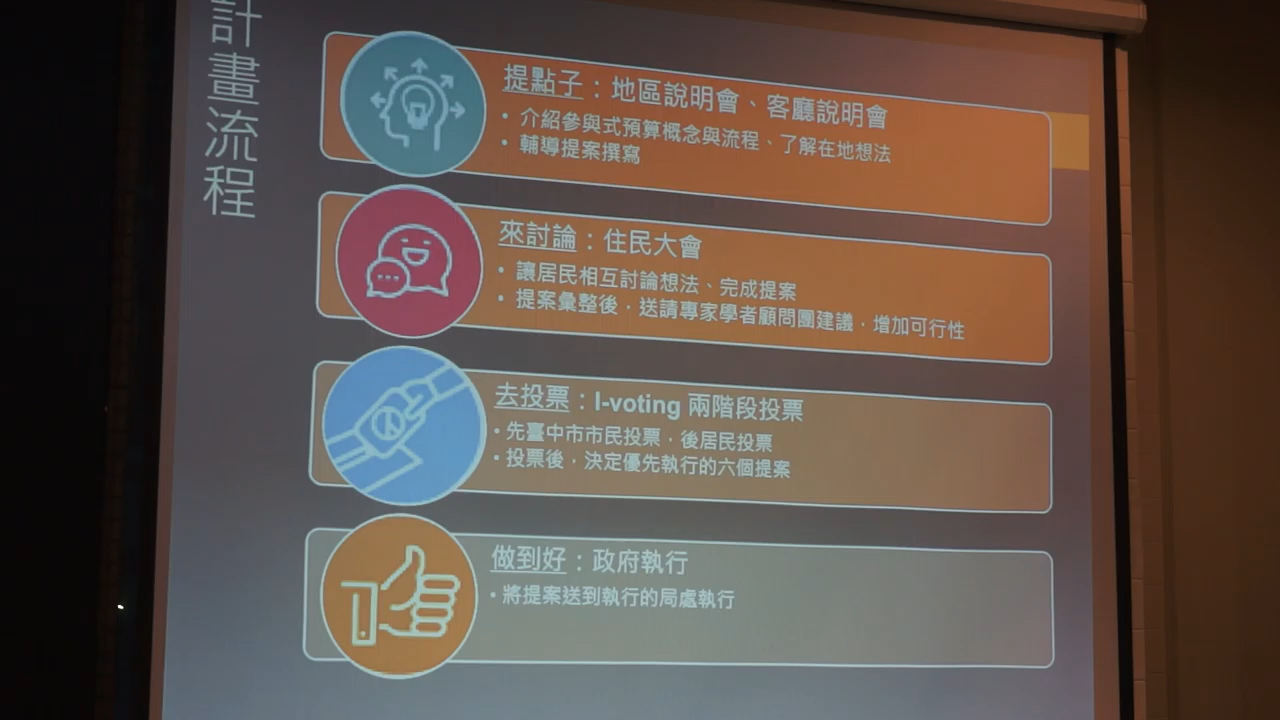 計畫流程
提點子：地區說明會、客廳說明會
• 介紹參與式預算概念與流程、了解在地想法
• 輔導提案撰寫
來討論：住民大會
• 讓居民相互討論想法、完成提案
• 提案彙整後，送請專家學者顧問團建議，增加可行性
去投票：I-voting 兩階段投票
• 先臺中市市民投票，後居民投票
• 投票後，決定優先執行的六個提案
做到好：政府執行
• 將提案送到執行的局處執行